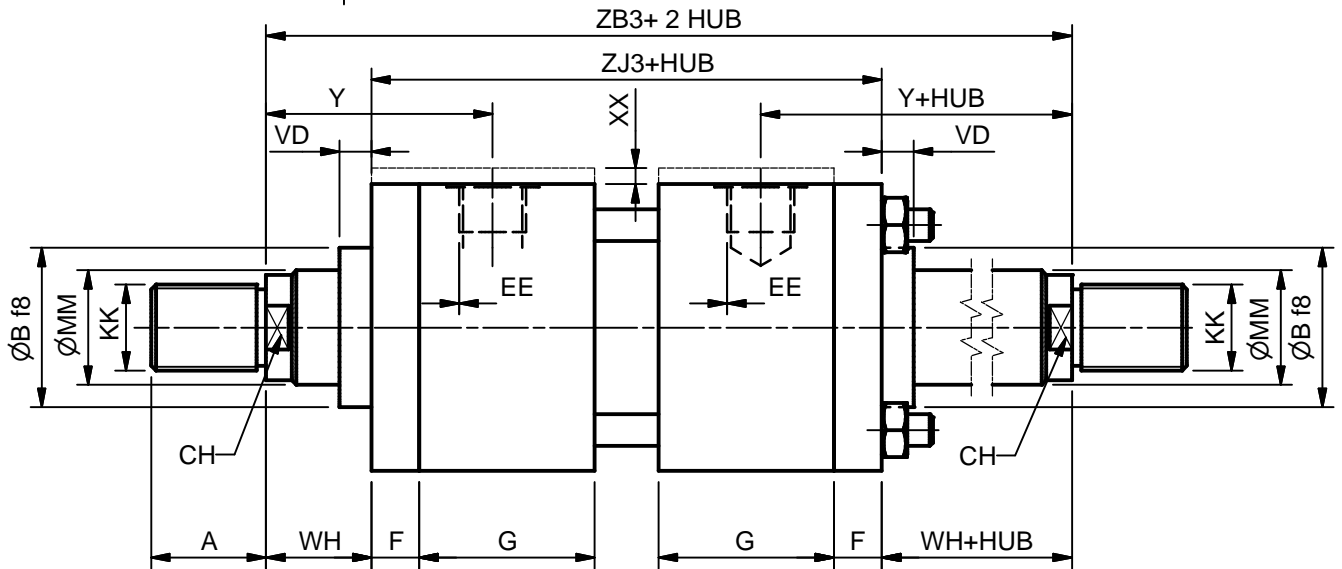 ZB3+ 2 HUB
ZJ3+HUB
Y
XX
Y+HUB
VD
VD
EE
EE
ØB f8
ØMM
KK
KK
ØMM
ØB f8
CH
CH
A
WH
F
G
G
F
WH+HUB